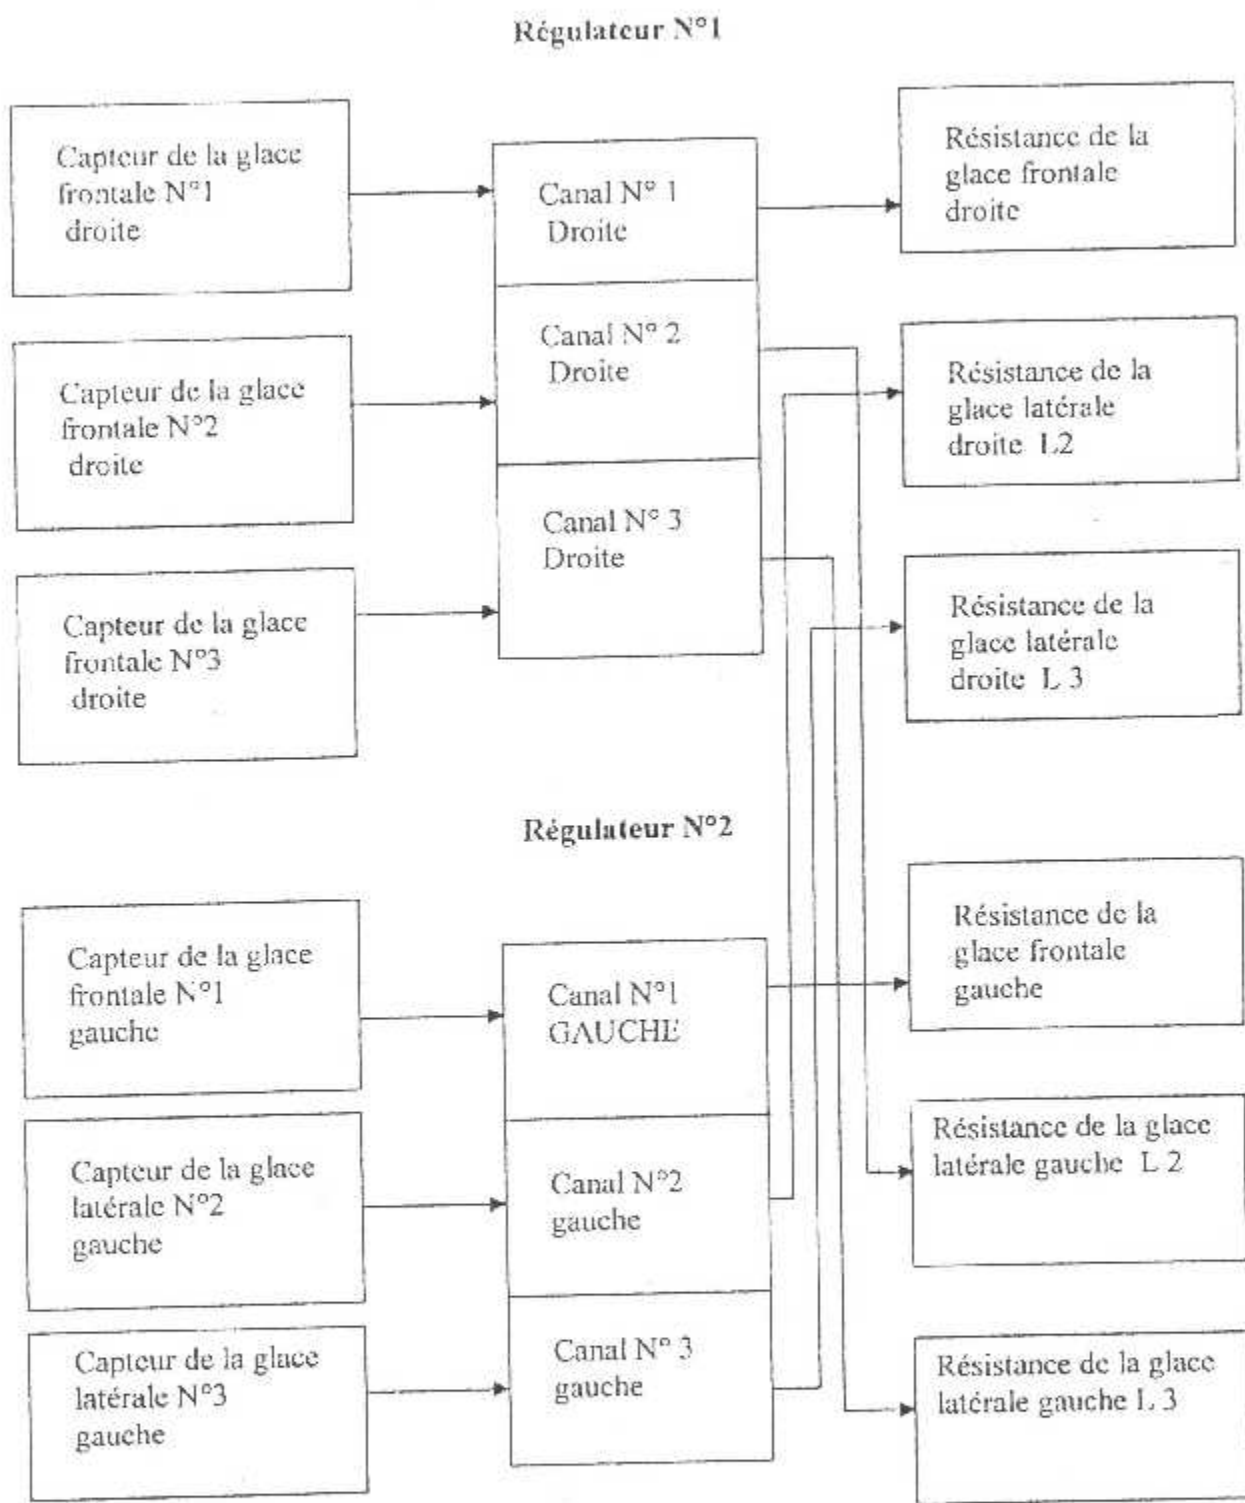 Régulateur N°1
Capteur de la glace
frontale N°1
droite
Canal N° 1
Droite
Résistance de la
glace frontale
droite
Capteur de la glace
frontale N°2
droite
Canal N° 2
Droite
Résistance de la
glace latérale
droite L2
Capteur de la glace
frontale N°3
droite
Canal N° 3
Droite
Résistance de la
glace latérale
droite L 3
Régulateur N°2
Capteur de la glace
frontale N°1
gauche
Canal N°1
GAUCHE
Résistance de la
glace frontale
gauche
Capteur de la glace
latérale N°2
gauche
Canal N°2
gauche
Résistance de la glace
latérale gauche L 2
Capteur de la glace
latérale N°3
gauche
Canal N° 3
gauche
Résistance de la glace
latérale gauche L 3